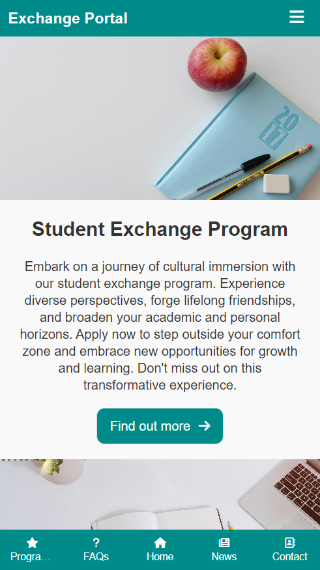 Exchange Portal
20
Student Exchange Program
Embark on a journey of cultural immersion with
our student exchange program. Experience
diverse perspectives, forge lifelong friendships,
and broaden your academic and personal
horizons. Apply now to step outside your comfort
zone and embrace new opportunities for growth
and learning. Don't miss out on this
transformative experience.
Find out more
Progra...
FAQs
Home
News
Contact